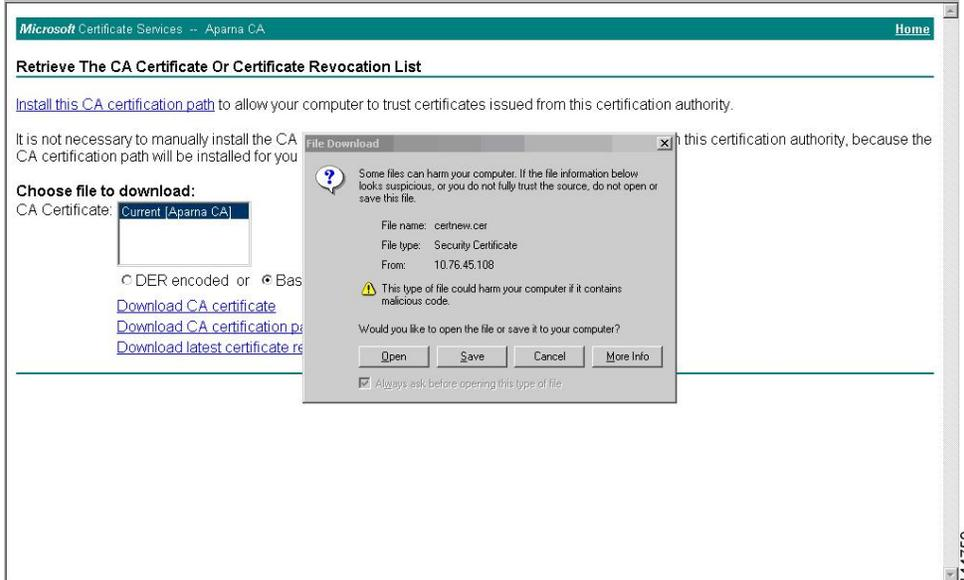 Microsoft Certificate Services -- Aparna CA Home
Retrieve The CA Certificate Or Certificate Revocation List
Install this CA certification path to allow your computer to trust certificates issued from this certification authority.
It is not necessary to manually install the CA this certification authority, because the
CA certification path will be installed for you
Choose file to download:
CA Certificate: Current [Aparna CA]
DER encoded or Bas
Download CA certificate
Download CA certification pa
Download latest certificate re
File Download
Some files can harm your computer. If the file information below
looks suspicious, or you do not fully trust the source, do not open or
save this file.
File name: certnew.cer
File type: Security Certificate
From: 10.76.45.108
This type of file could harm your computer if it contains
malicious code.
Would you like to open the file or save it to your computer?
Open Save Cancel More Info
Always ask before opening this type of file